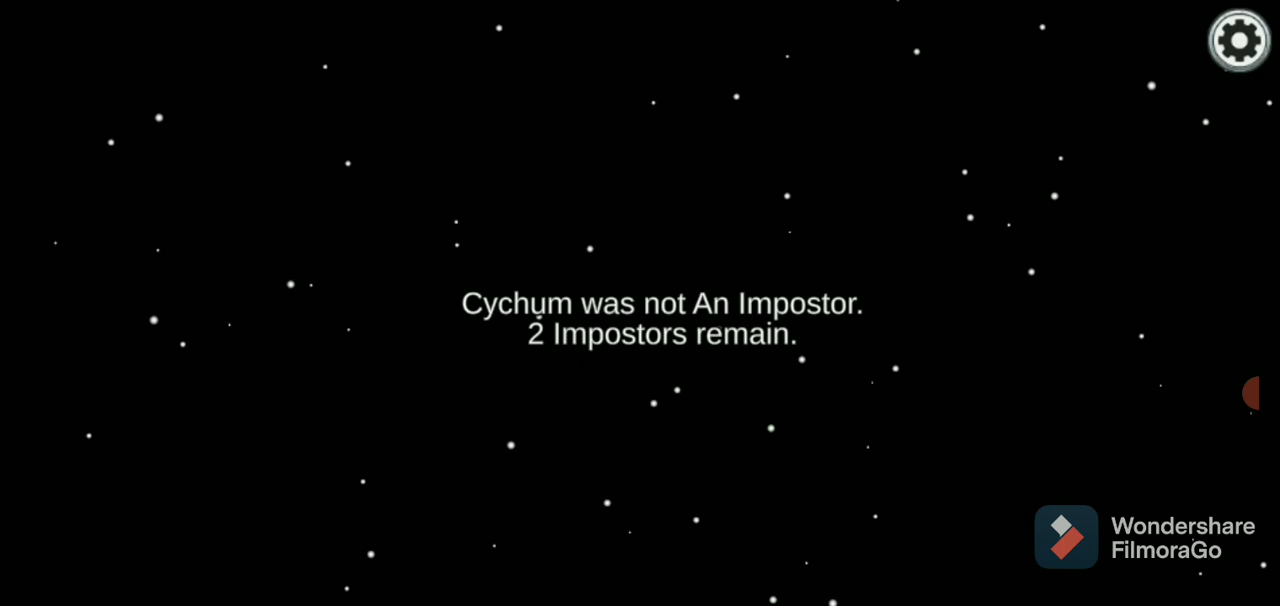 Cychum was not An Impostor.
2 Impostors remain.
Wondershare
FilmoraGo